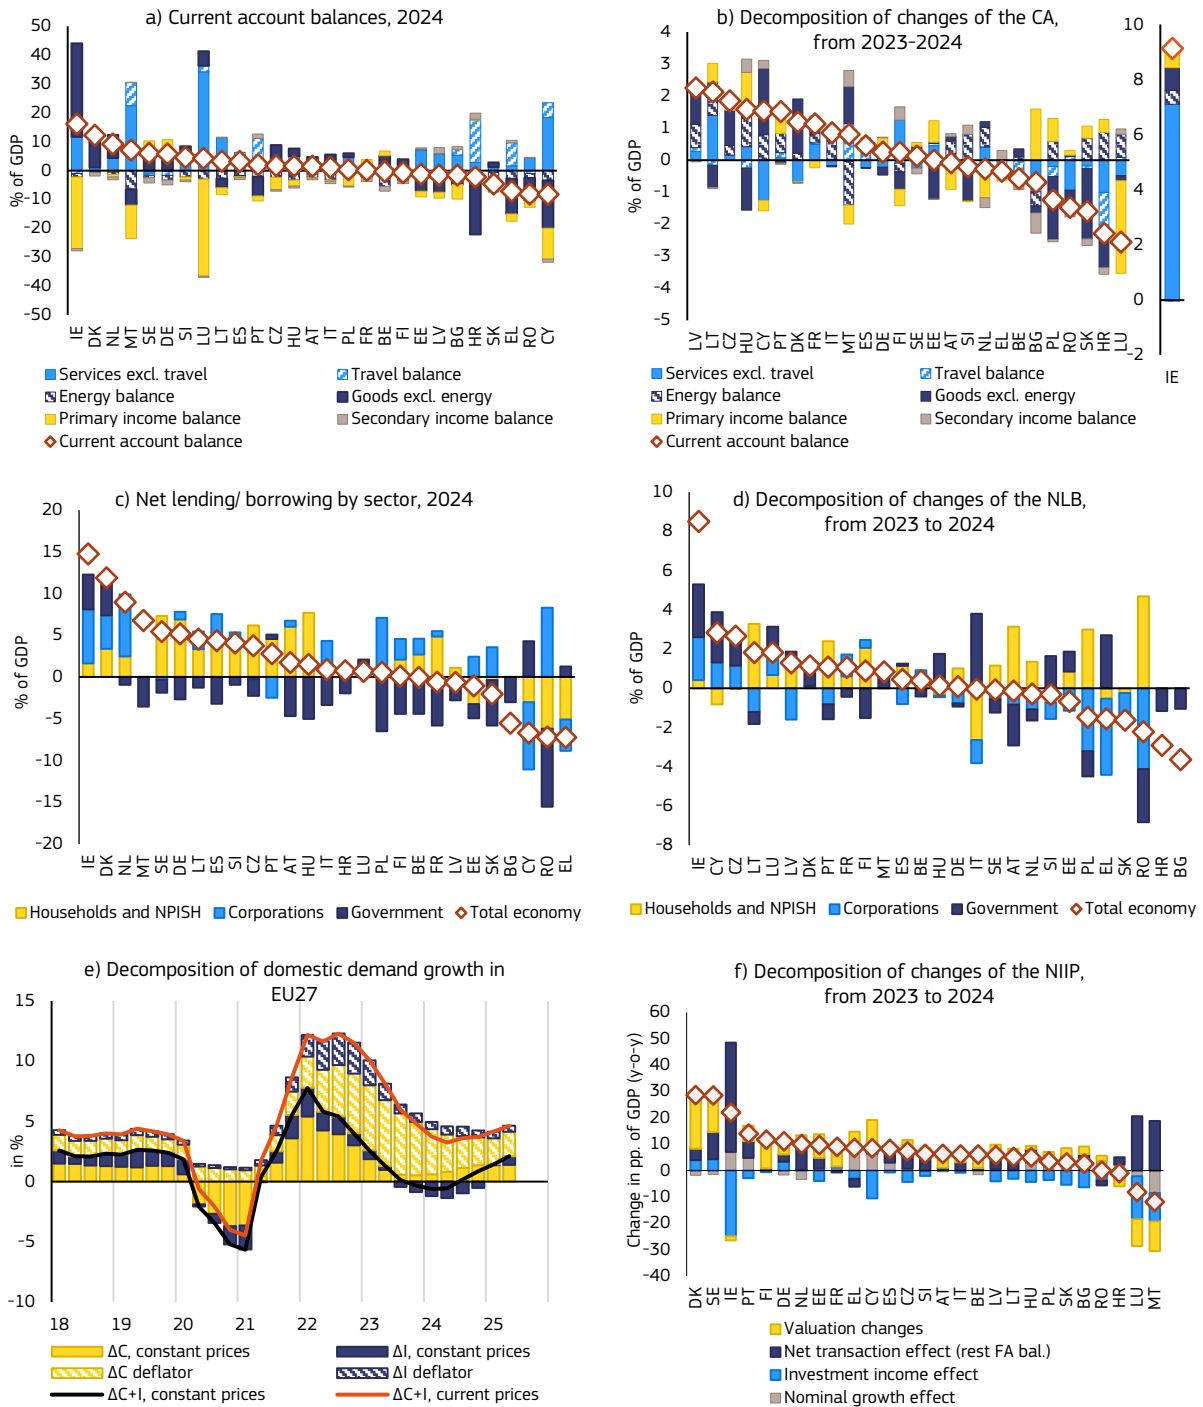 a) Current account balances, 2024
50
40
30
20
10
0
-10
-20
-30
-40
-50
% of GDP
IE DK NL MT SE DE SI LU LT ES PT CZ HU AT IT PL FR BE FI EE LV BG HR SK EL RO CY
Services excl. travel
Travel balance
Energy balance
Goods excl. energy
Primary income balance
Secondary income balance
Current account balance
b) Decomposition of changes of the CA,
from 2023-2024
4
3
2
1
0
-1
-2
-3
-4
-5
% of GDP
LV LT CZ HU CY PT DK FR IT MT ES DE FI SE EE AT SI NL EL BE BG PL RO SK HR LU
10
8
6
4
2
0
-2
IE
Services excl. travel
Travel balance
Energy balance
Goods excl. energy
Primary income balance
Secondary income balance
Current account balance
c) Net lending/ borrowing by sector, 2024
20
15
10
5
0
-5
-10
-15
-20
% of GDP
IE DK NL MT SE DE LT ES SI CZ PT AT HU IT HR LU PL FI BE FR LV EE SK BG CY RO EL
Households and NPISH
Corporations
Government
Total economy
d) Decomposition of changes of the NLB,
from 2023 to 2024
10
8
6
4
2
0
-2
-4
-6
-8
% of GDP
IE CY CZ LT LU LV DK PT FR FI MT ES BE HU DE IT SE AT NL SI EE PL EL SK RO HR BG
Households and NPISH
Corporations
Government
Total economy
e) Decomposition of domestic demand growth in
EU27
15
10
5
0
-5
-10
in %
18 19 20 21 22 23 24 25
ΔC, constant prices
ΔI, constant prices
ΔC deflator
ΔI deflator
ΔC+I, constant prices
ΔC+I, current prices
f) Decomposition of changes of the NIIP,
from 2023 to 2024
60
50
40
30
20
10
0
-10
-20
-30
-40
Change in pp. of GDP (y-o-y)
DK SE IE PT FI DE NL EE FR EL CY ES CZ SI AT IT BE LV LT HU PL SK BG RO HR LU MT
Valuation changes
Net transaction effect (rest FA bal.)
Investment income effect
Nominal growth effect